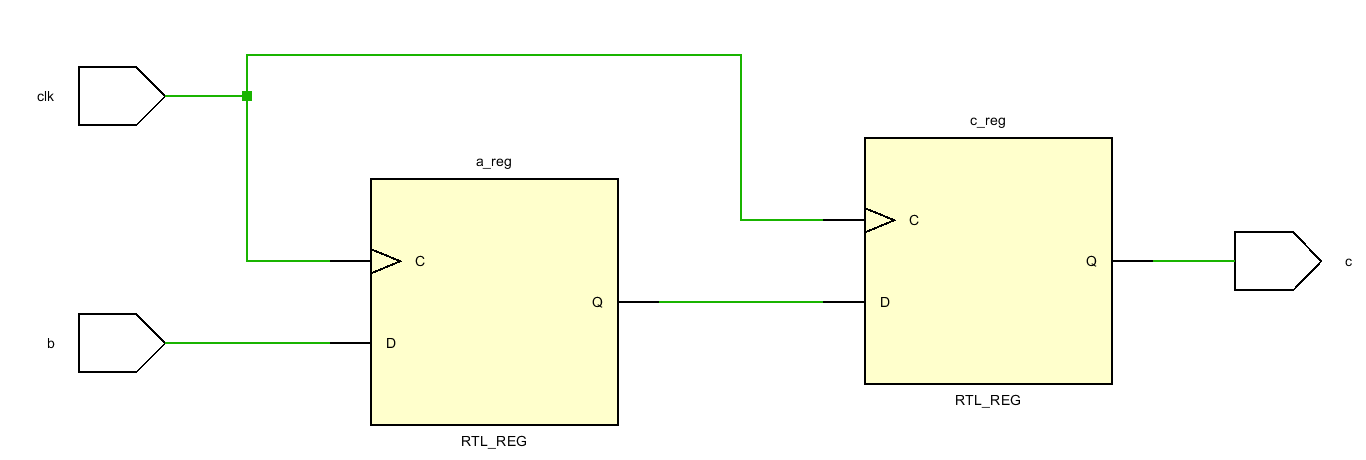 clk
b
a_reg
C
D
Q
RTL_REG
c_reg
C
D
Q
RTL_REG
c